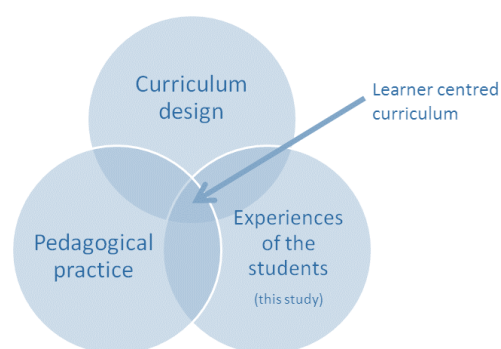 Curriculum
design
Learner centred
curriculum
Pedagogical
practice
Experiences
of the
students
(this study)